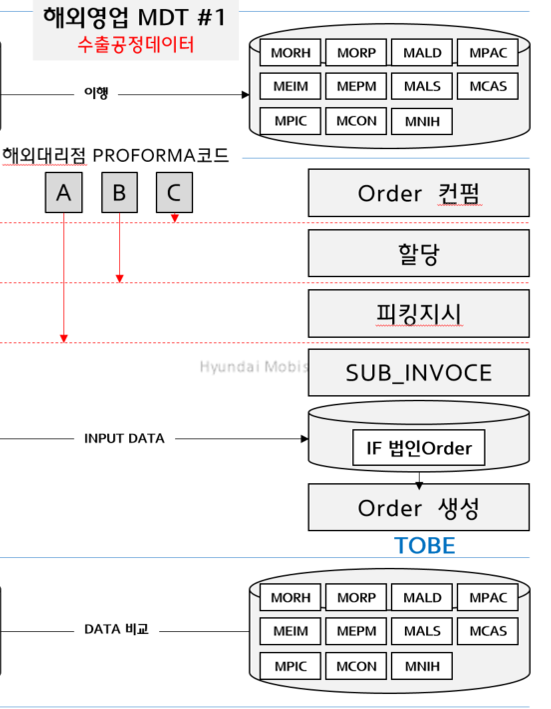 해외영업 MDT #1
수출공정데이터
MORH MORP MALD MPAC
이행
MEIM MEPM MALS MCAS
MPIC MCON MNIH
해외대리점 PROFORMA코드
A B C
Order 컨펌
할당
피킹지시
Hyundai Mobis
SUB_INVOCE
INPUT DATA
IF 법인Order
Order 생성
TOBE
MORH MORP MALD MPAC
DATA 비교
MEIM MEPM MALS MCAS
MPIC MCON MNIH